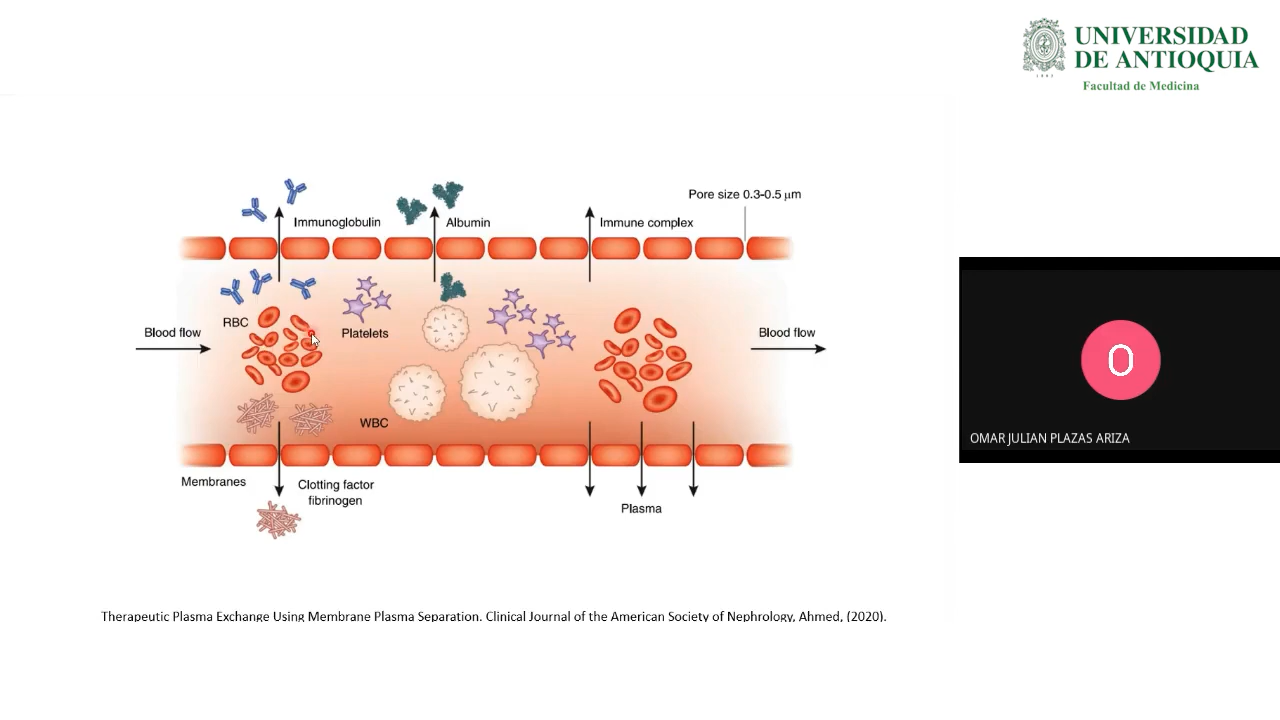 UNIVERSIDAD
DE ANTIOQUIA
1803
Facultad de Medicina
Pore size 0.3-0.5 μm
Immunoglobulin
Albumin
Immune complex
RBC
Platelets
Blood flow
Blood flow
WBC
Membranes
Clotting factor
fibrinogen
Plasma
O
OMAR JULIAN PLAZAS ARIZA
Therapeutic Plasma Exchange Using Membrane Plasma Separation. Clinical Journal of the American Society of Nephrology, Ahmed, (2020).